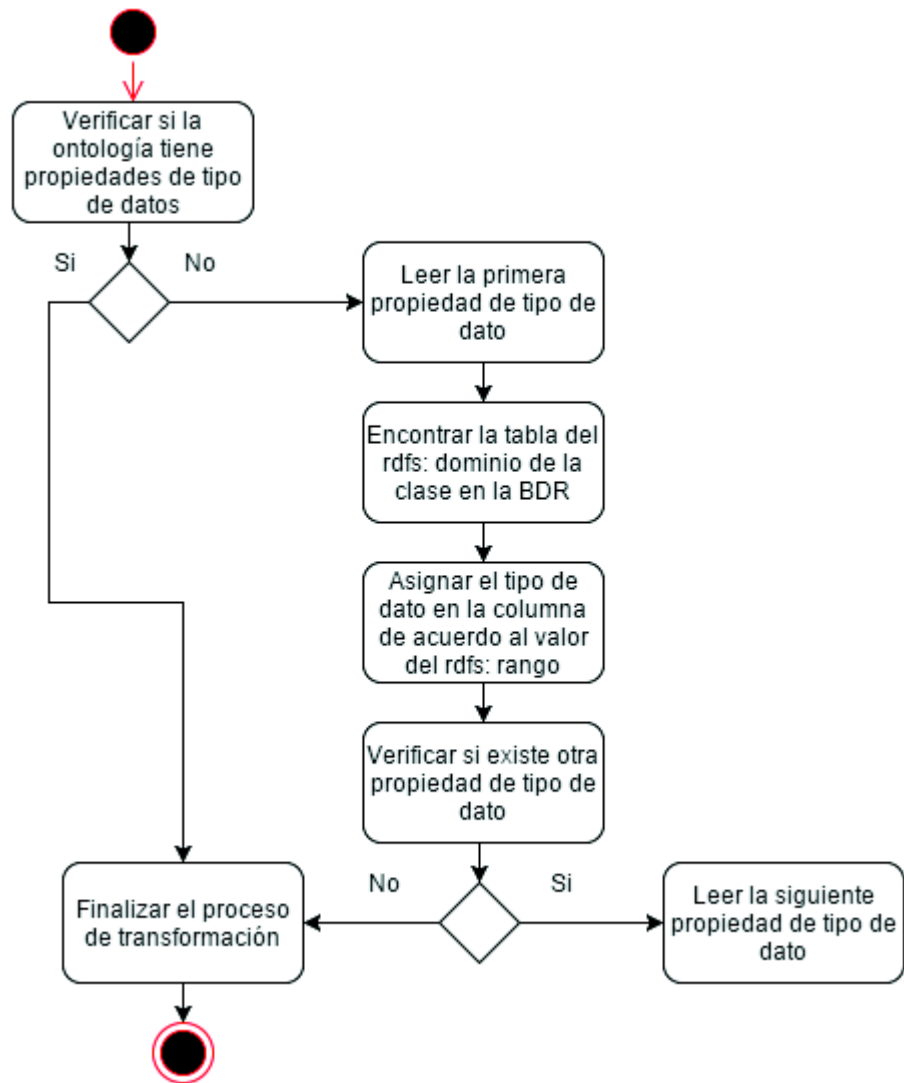 Verificar si la
ontología tiene
propiedades de tipo
de datos
Si
No
Leer la primera
propiedad de tipo de
dato
Encontrar la tabla del
rdfs: dominio de la
clase en la BDR
Asignar el tipo de
dato en la columna
de acuerdo al valor
del rdfs: rango
Verificar si existe otra
propiedad de tipo de
dato
No
Si
Finalizar el proceso
de transformación
Leer la siguiente
propiedad de tipo de
dato